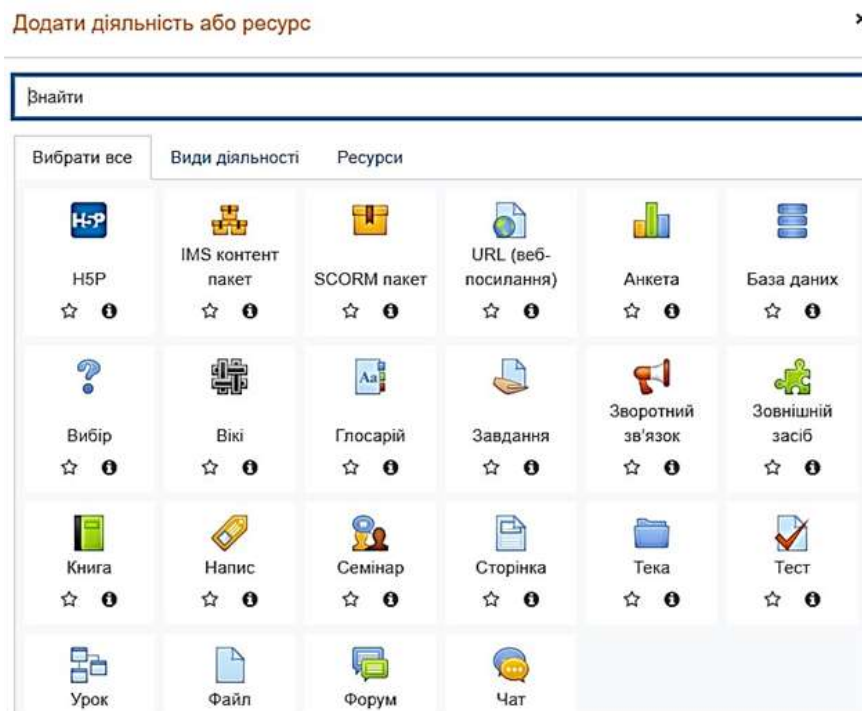 Додати діяльність або ресурс
Знайти
Вибрати все Види діяльності Ресурси
H5P
H5P
IMS контент пакет
SCORM пакет
URL (веб-посилання)
Анкета
База даних
Вибір
Вікі
Aa
Глосарій
Завдання
Зворотний зв'язок
Зовнішній засіб
Книга
Напис
Семінар
Сторінка
Тека
Тест
Урок
Файл
Форум
Чат